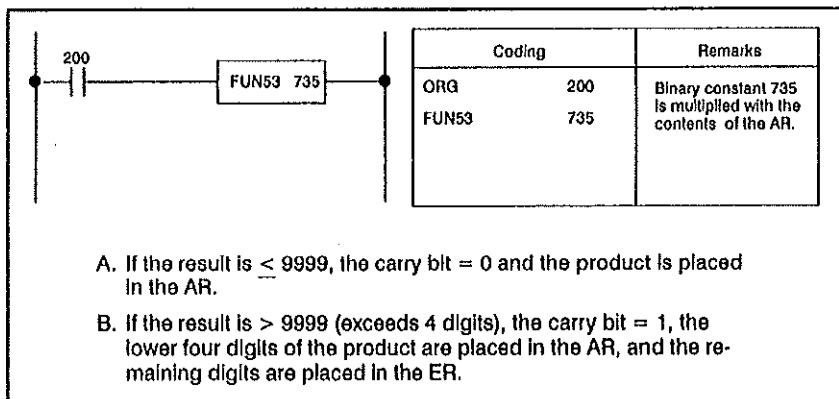 200
FUN53 735
Coding
Remarks
ORG 200
FUN53 735
Binary constant 735
is multiplied with the
contents of the AR.
A. If the result is ≤ 9999, the carry bit = 0 and the product is placed
in the AR.
B. If the result is > 9999 (exceeds 4 digits), the carry bit = 1, the
lower four digits of the product are placed in the AR, and the re-
maining digits are placed in the ER.